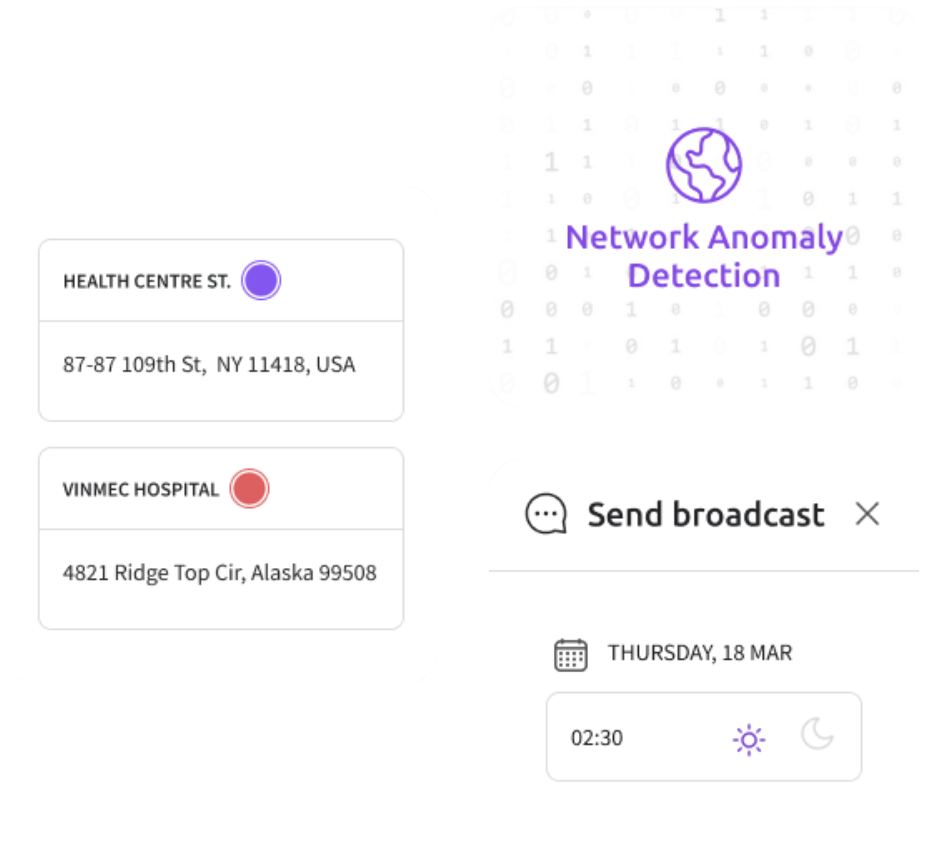 HEALTH CENTRE ST.
87-87 109th St, NY 11418, USA
VINMEC HOSPITAL
4821 Ridge Top Cir, Alaska 99508
Network Anomaly
Detection
Send broadcast
THURSDAY, 18 MAR
02:30